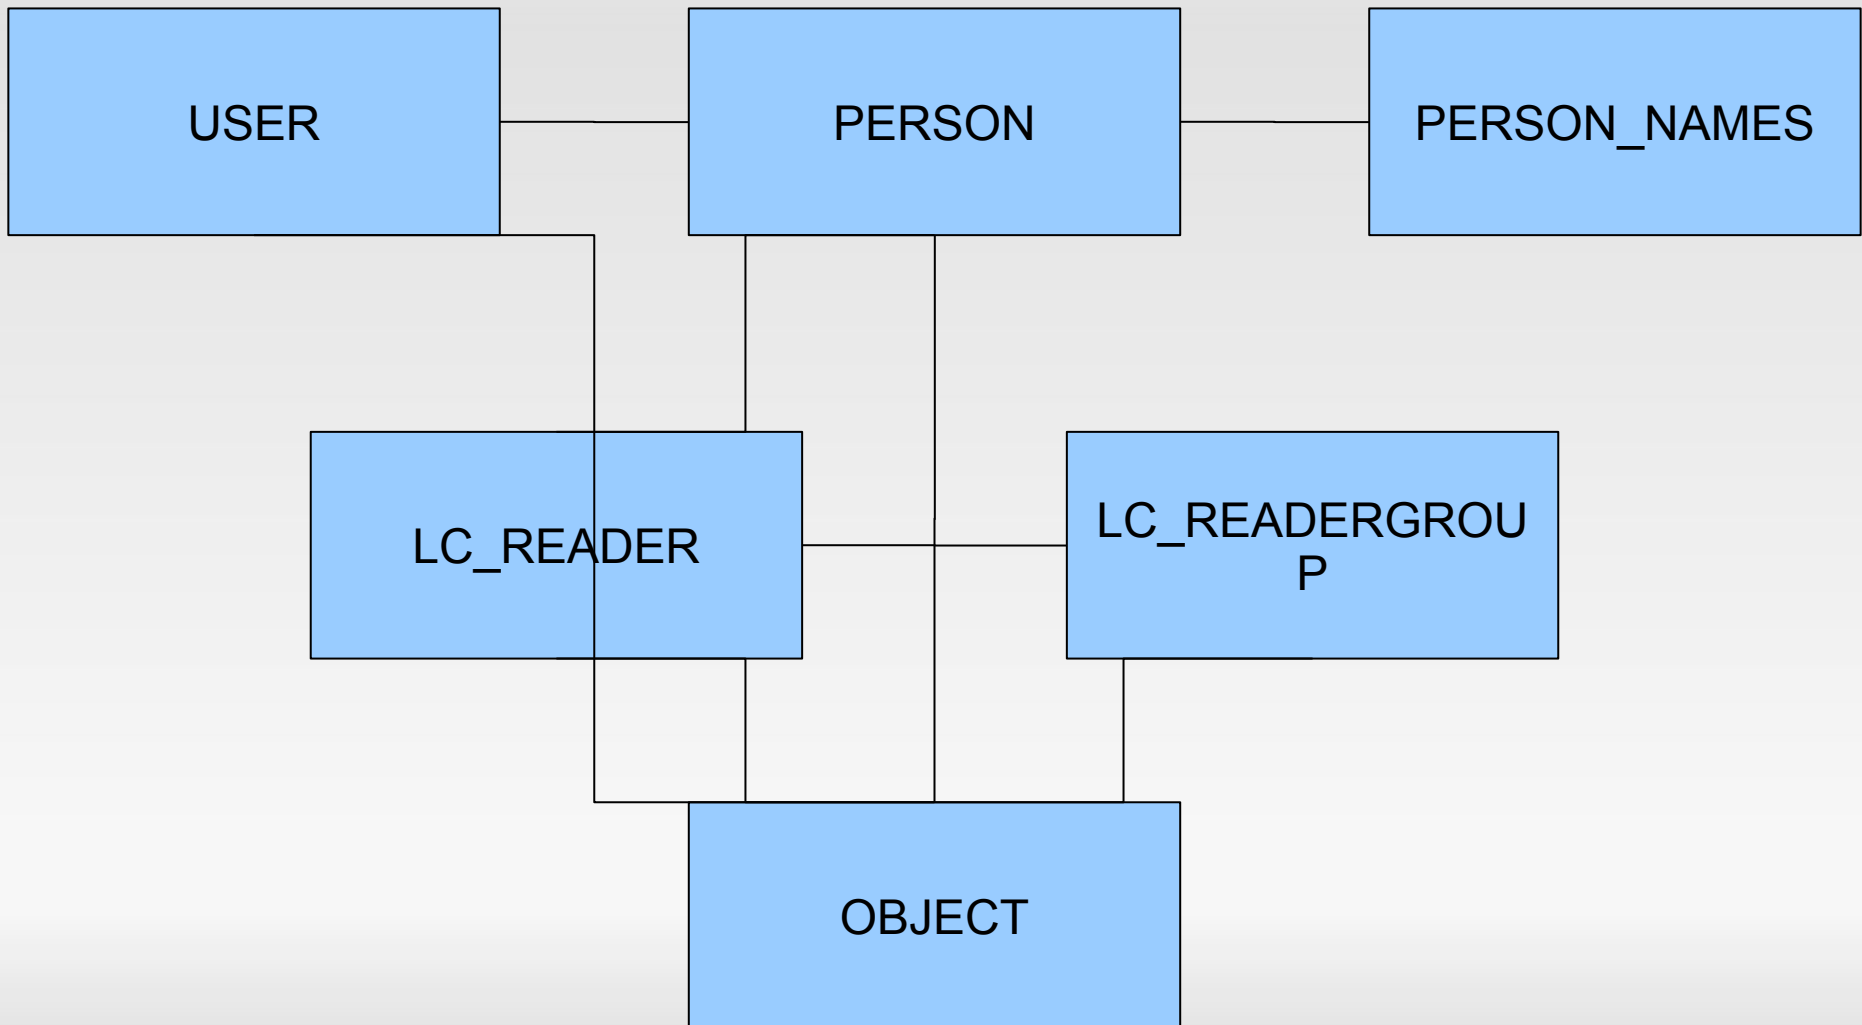 USER
PERSON
PERSON_NAMES
LC_READER
LC_READERGROU
P
OBJECT